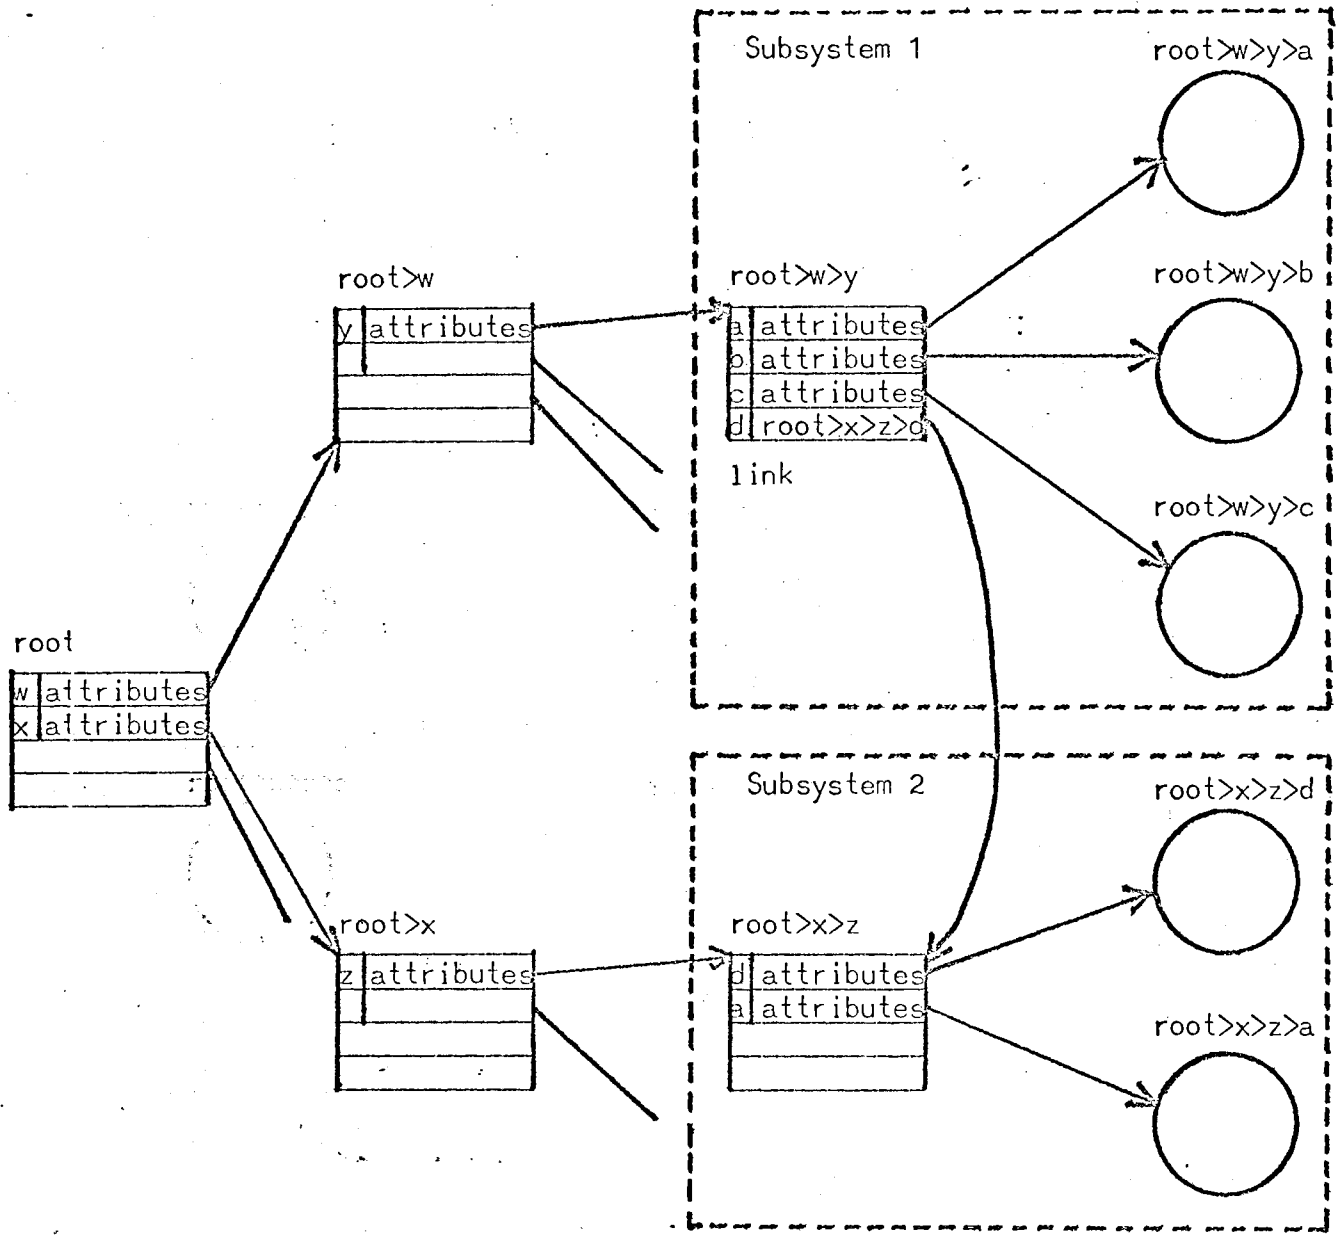 Subsystem 1
root>w>y>a
root>w
y attributes
root>w>y
a attributes
b attributes
c attributes
d root>x>z>d
link
root>w>y>b
root>w>y>c
root
w attributes
x attributes
Subsystem 2
root>x>z>d
root>x
z attributes
root>x>z
d attributes
a attributes
root>x>z>a